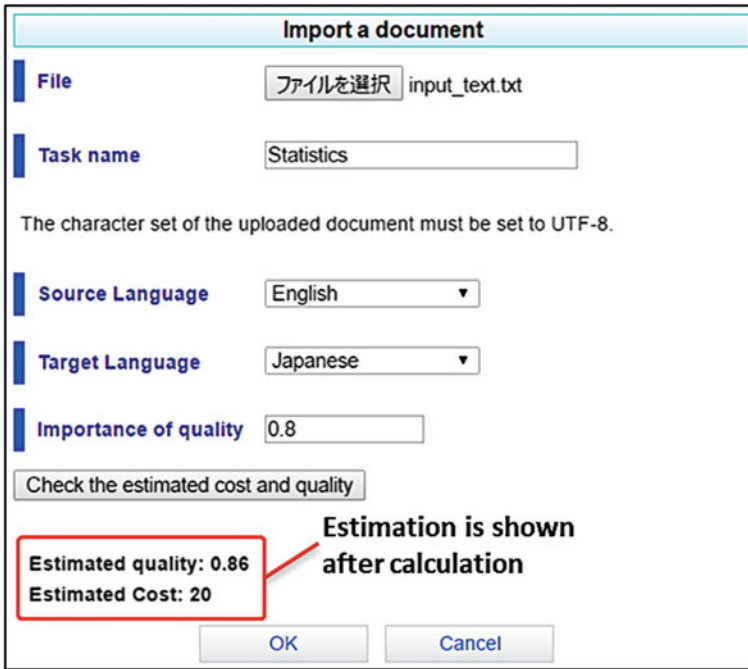 Import a document
File ファイルを選択 input_text.txt
Task name Statistics
The character set of the uploaded document must be set to UTF-8.
Source Language English
Target Language Japanese
Importance of quality 0.8
Check the estimated cost and quality
Estimation is shown
after calculation
Estimated quality: 0.86
Estimated Cost: 20
OK Cancel